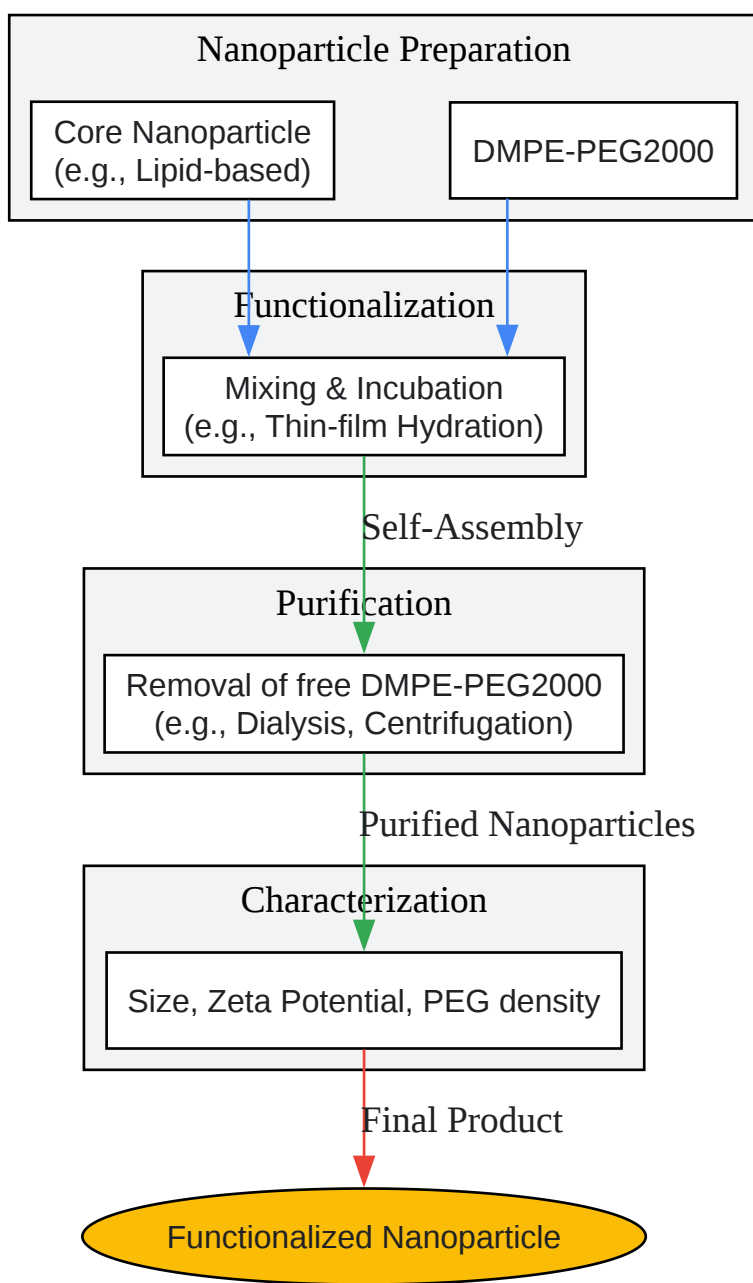 Nanoparticle Preparation
Core Nanoparticle
(e.g., Lipid-based)
DMPE-PEG2000
Functionalization
Mixing & Incubation
(e.g., Thin-film Hydration)
Self-Assembly
Purification
Removal of free DMPE-PEG2000
(e.g., Dialysis, Centrifugation)
Purified Nanoparticles
Characterization
Size, Zeta Potential, PEG density
Final Product
Functionalized Nanoparticle